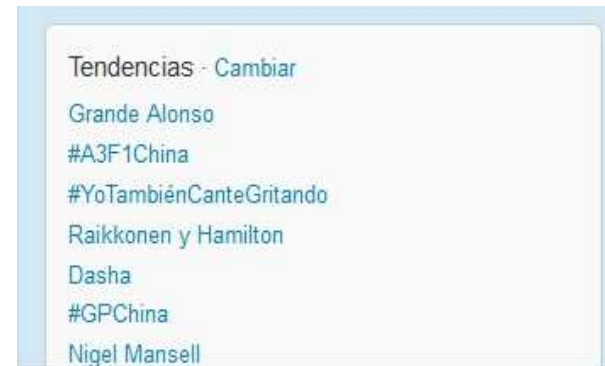 Tendencias · Cambiar
Grande Alonso
#A3F1China
#YoTambiénCanteGritando
Raikkonen y Hamilton
Dasha
#GPChina
Nigel Mansell